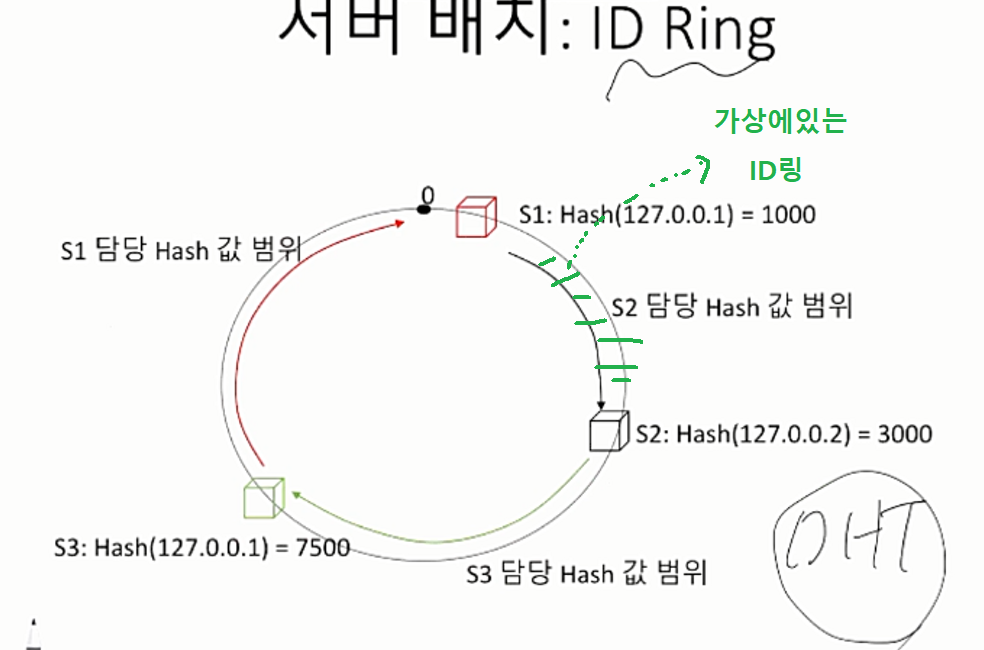 서버 배치: ID Ring
가상에있는
ID링
0
S1: Hash(127.0.0.1) = 1000
S1 담당 Hash 값 범위
S2 담당 Hash 값 범위
S2: Hash(127.0.0.2) = 3000
S3: Hash(127.0.0.1) = 7500
S3 담당 Hash 값 범위
DHT